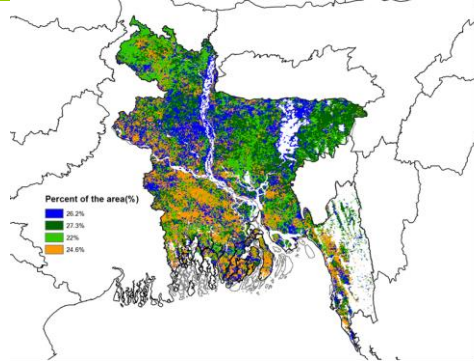 Percent of the area(%)
26.2%
27.3%
22%
24.6%